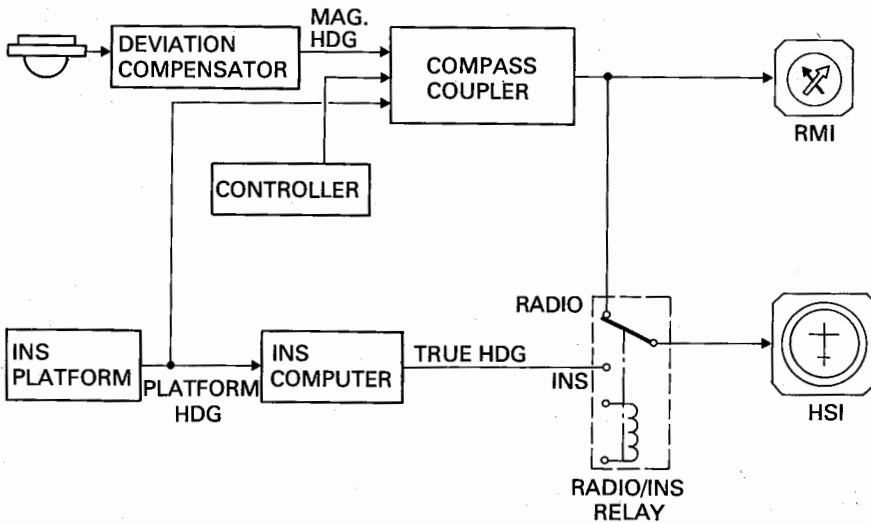 MAG.
HDG
DEVIATION
COMPENSATOR
COMPASS
COUPLER
RMI
CONTROLLER
RADIO
INS
PLATFORM
PLATFORM
HDG
INS
COMPUTER
TRUE HDG
INS
HSI
RADIO/INS
RELAY